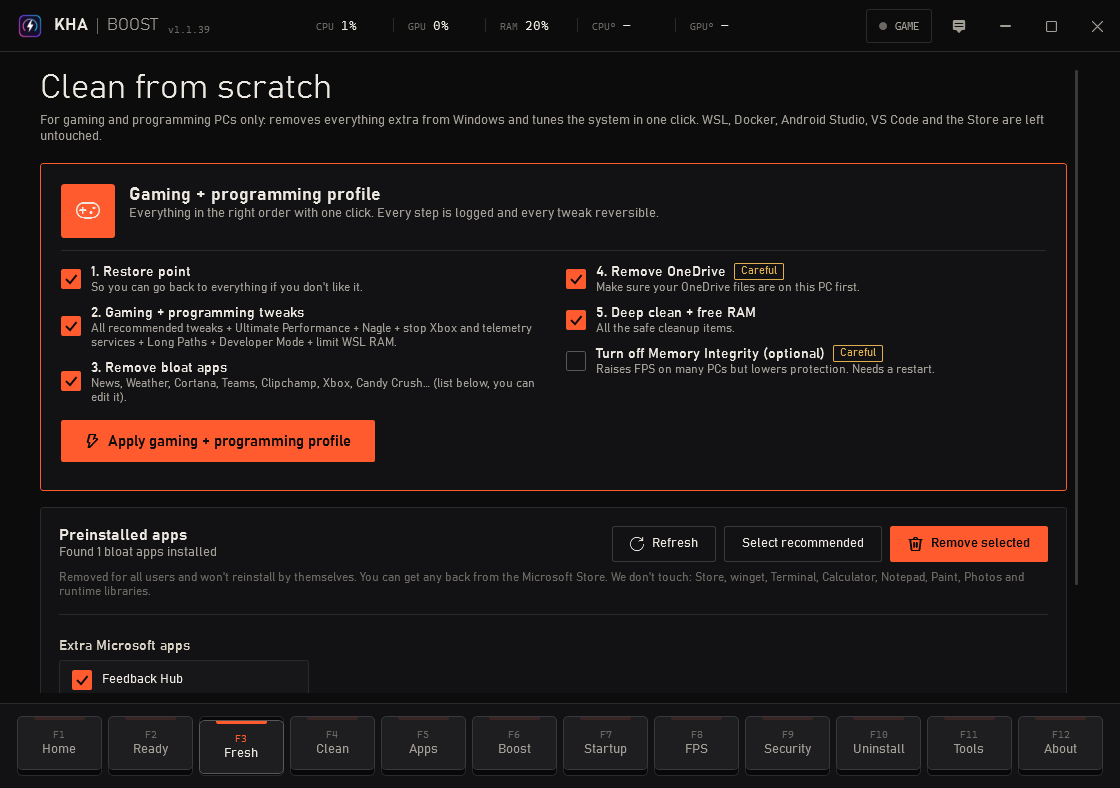 KHA | BOOST v1.1.39
CPU 1%
GPU 0%
RAM 20%
CPU° —
GPU° —
GAME
Clean from scratch
For gaming and programming PCs only: removes everything extra from Windows and tunes the system in one click. WSL, Docker, Android Studio, VS Code and the Store are left
untouched.
Gaming + programming profile
Everything in the right order with one click. Every step is logged and every tweak reversible.
1. Restore point
So you can go back to everything if you don't like it.
2. Gaming + programming tweaks
All recommended tweaks + Ultimate Performance + Nagle + stop Xbox and telemetry
services + Long Paths + Developer Mode + limit WSL RAM.
3. Remove bloat apps
News, Weather, Cortana, Teams, Clipchamp, Xbox, Candy Crush... (list below, you can
edit it).
4. Remove OneDrive Careful
Make sure your OneDrive files are on this PC first.
5. Deep clean + free RAM
All the safe cleanup items.
Turn off Memory Integrity (optional) Careful
Raises FPS on many PCs but lowers protection. Needs a restart.
Apply gaming + programming profile
Preinstalled apps
Found 1 bloat apps installed
Refresh
Select recommended
Remove selected
Removed for all users and won't reinstall by themselves. You can get any back from the Microsoft Store. We don't touch: Store, winget, Terminal, Calculator, Notepad, Paint, Photos and
runtime libraries.
Extra Microsoft apps
Feedback Hub
F1
Home
F2
Ready
F3
Fresh
F4
Clean
F5
Apps
F6
Boost
F7
Startup
F8
FPS
F9
Security
F10
Uninstall
F11
Tools
F12
About